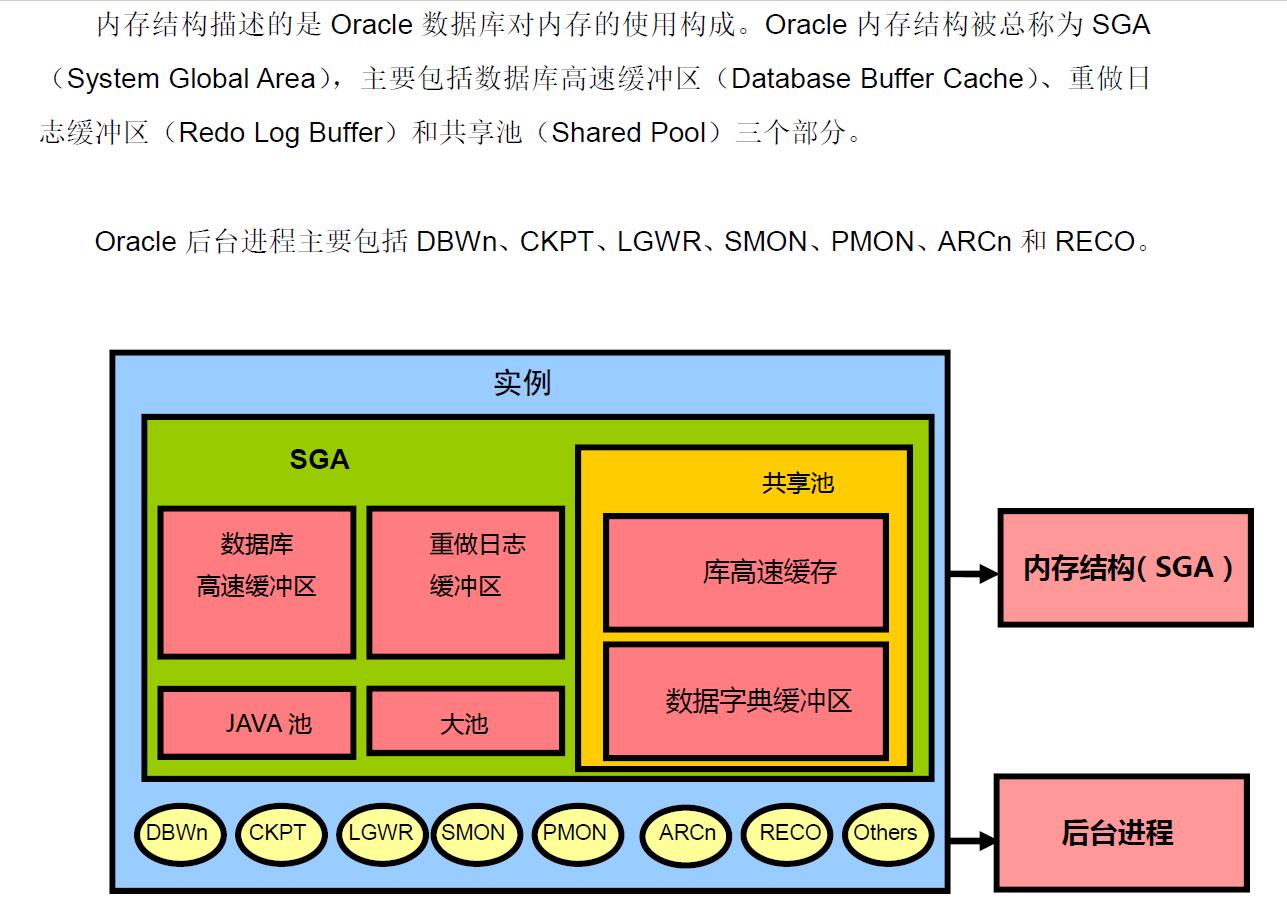 内存结构描述的是 Oracle 数据库对内存的使用构成。Oracle 内存结构被总称为 SGA
（System Global Area），主要包括数据库高速缓冲区（Database Buffer Cache）、重做日
志缓冲区（Redo Log Buffer）和共享池（Shared Pool）三个部分。
Oracle 后台进程主要包括 DBWn、CKPT、LGWR、SMON、PMON、ARCn 和 RECO。
实例
SGA
共享池
数据库
高速缓冲区
重做日志
缓冲区
库高速缓存
内存结构（SGA）
JAVA 池
大池
数据字典缓冲区
DBWn
CKPT
LGWR
SMON
PMON
ARCn
RECO
Others
后台进程